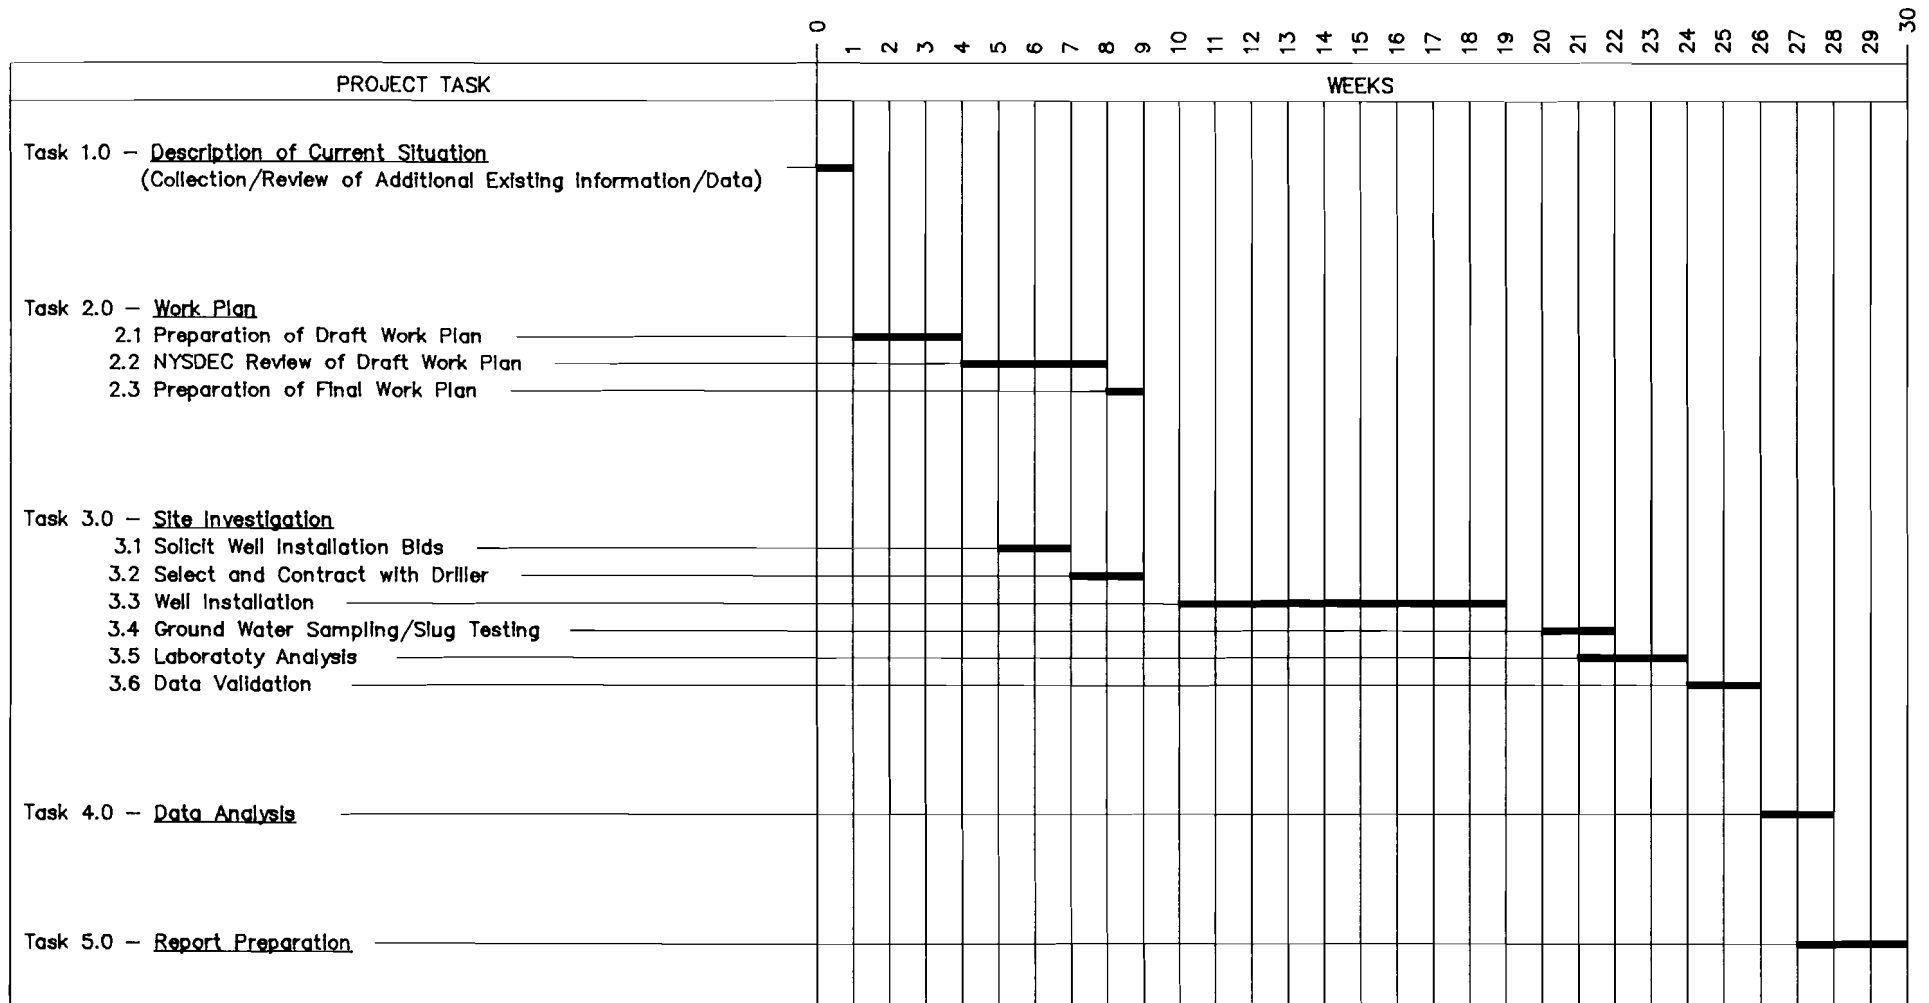 0 1 2 3 4 5 6 7 8 9 10 11 12 13 14 15 16 17 18 19 20 21 22 23 24 25 26 27 28 29 30
PROJECT TASK WEEKS
Task 1.0 – Description of Current Situation
(Collection/Review of Additional Existing Information/Data)
Task 2.0 – Work Plan
2.1 Preparation of Draft Work Plan
2.2 NYSDEC Review of Draft Work Plan
2.3 Preparation of Final Work Plan
Task 3.0 – Site Investigation
3.1 Solicit Well Installation Bids
3.2 Select and Contract with Driller
3.3 Well Installation
3.4 Ground Water Sampling/Slug Testing
3.5 Laboratoty Analysis
3.6 Data Validation
Task 4.0 – Data Analysis
Task 5.0 – Report Preparation